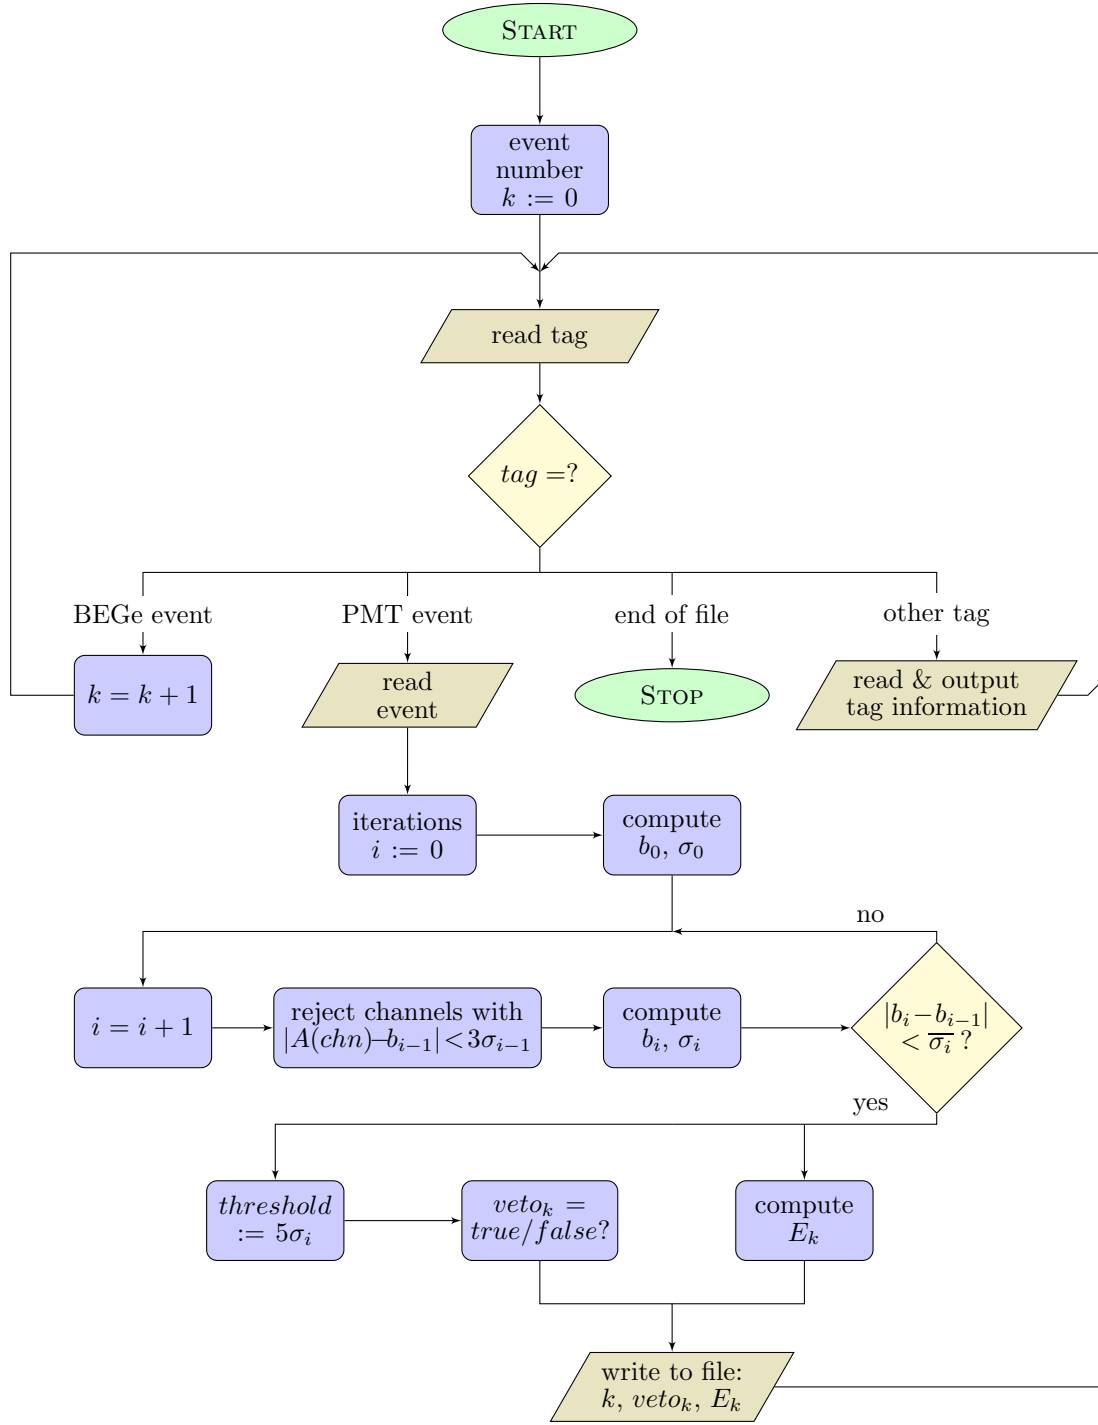 START
event
number
k := 0
read tag
tag =?
BEGe event
PMT event
end of file
other tag
k = k + 1
read
event
STOP
read & output
tag information
iterations
i := 0
compute
b₀, σ₀
no
i = i + 1
reject channels with
|A(chn)−bᵢ₋₁| < 3σᵢ₋₁
compute
bᵢ, σᵢ
|bᵢ − bᵢ₋₁|
< σ̅ᵢ ?
yes
threshold
:= 5σᵢ
vetoₖ =
true/false?
compute
Eₖ
write to file:
k, vetoₖ, Eₖ